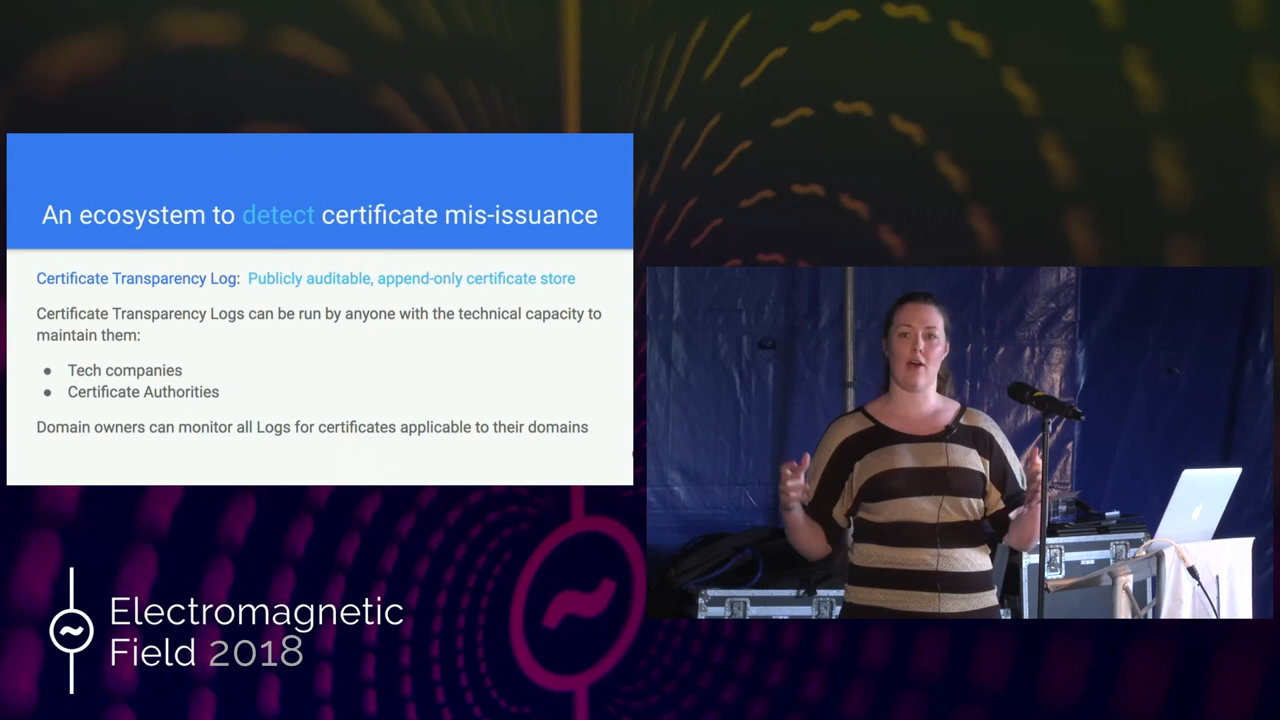 An ecosystem to detect certificate mis-issuance
Certificate Transparency Log: Publicly auditable, append-only certificate store
Certificate Transparency Logs can be run by anyone with the technical capacity to
maintain them:
● Tech companies
● Certificate Authorities
Domain owners can monitor all Logs for certificates applicable to their domains
Electromagnetic
Field 2018